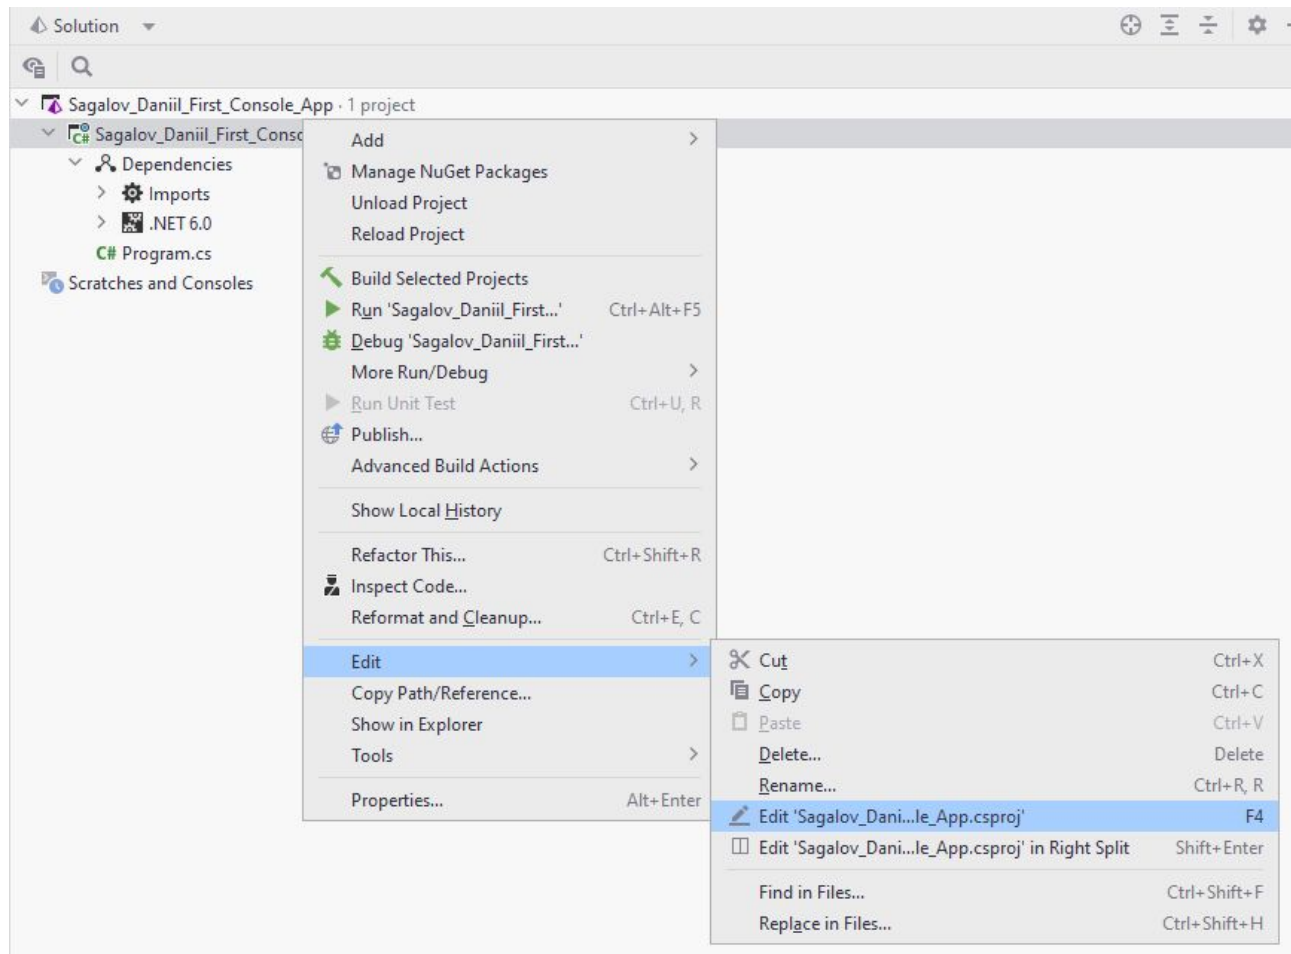 Solution
Sagalov_Daniil_First_Console_App · 1 project
C# Sagalov_Daniil_First_Conso
Dependencies
Imports
.NET 6.0
C# Program.cs
Scratches and Consoles
Add
Manage NuGet Packages
Unload Project
Reload Project
Build Selected Projects
Run 'Sagalov_Daniil_First...' Ctrl+Alt+F5
Debug 'Sagalov_Daniil_First...'
More Run/Debug
Run Unit Test Ctrl+U, R
Publish...
Advanced Build Actions
Show Local History
Refactor This... Ctrl+Shift+R
Inspect Code...
Reformat and Cleanup... Ctrl+E, C
Edit
Copy Path/Reference...
Show in Explorer
Tools
Properties... Alt+Enter
Cut Ctrl+X
Copy Ctrl+C
Paste Ctrl+V
Delete... Delete
Rename... Ctrl+R, R
Edit 'Sagalov_Dani...le_App.csproj' F4
Edit 'Sagalov_Dani...le_App.csproj' in Right Split Shift+Enter
Find in Files... Ctrl+Shift+F
Replace in Files... Ctrl+Shift+H